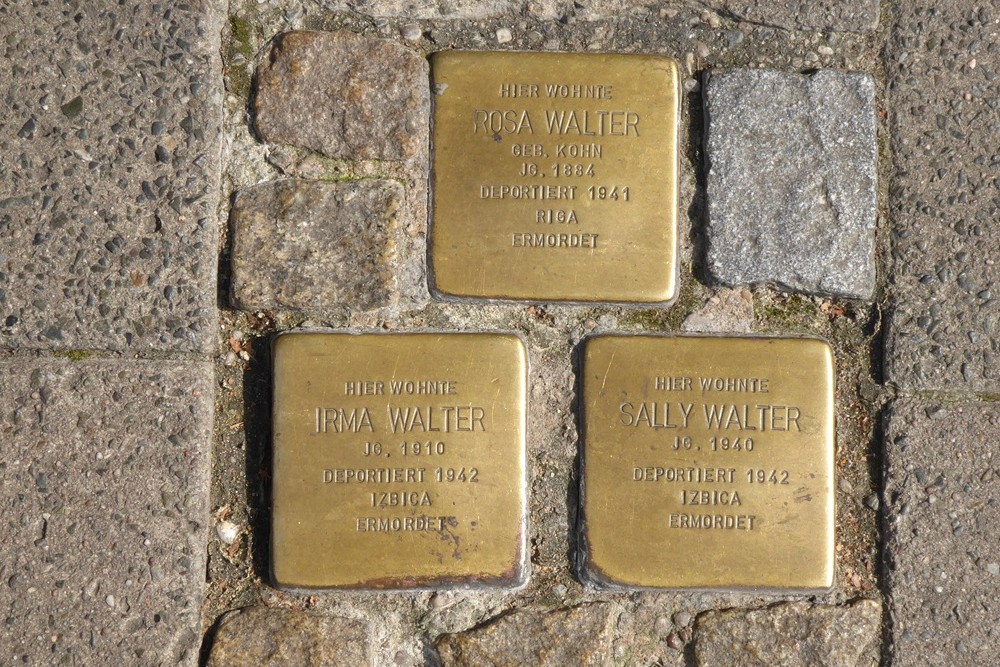 HIER WOHNTE
ROSA WALTER
GEB. KOHN
JG. 1884
DEPORTIERT 1941
RIGA
ERMORDET
HIER WOHNTE
IRMA WALTER
JG. 1910
DEPORTIERT 1942
IZBICA
ERMORDET
HIER WOHNTE
SALLY WALTER
JG. 1940
DEPORTIERT 1942
IZBICA
ERMORDET